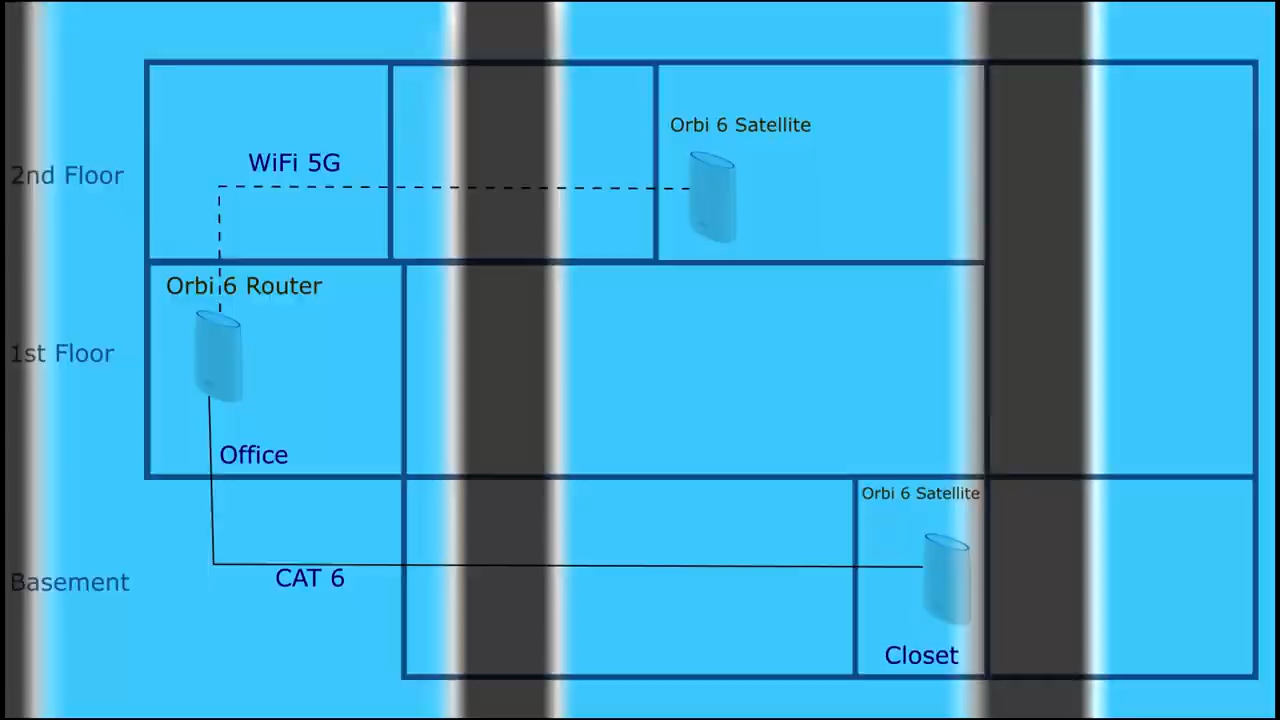 Orbi 6 Satellite
WiFi 5G
2nd Floor
Orbi 6 Router
1st Floor
Office
Orbi 6 Satellite
CAT 6
Basement
Closet